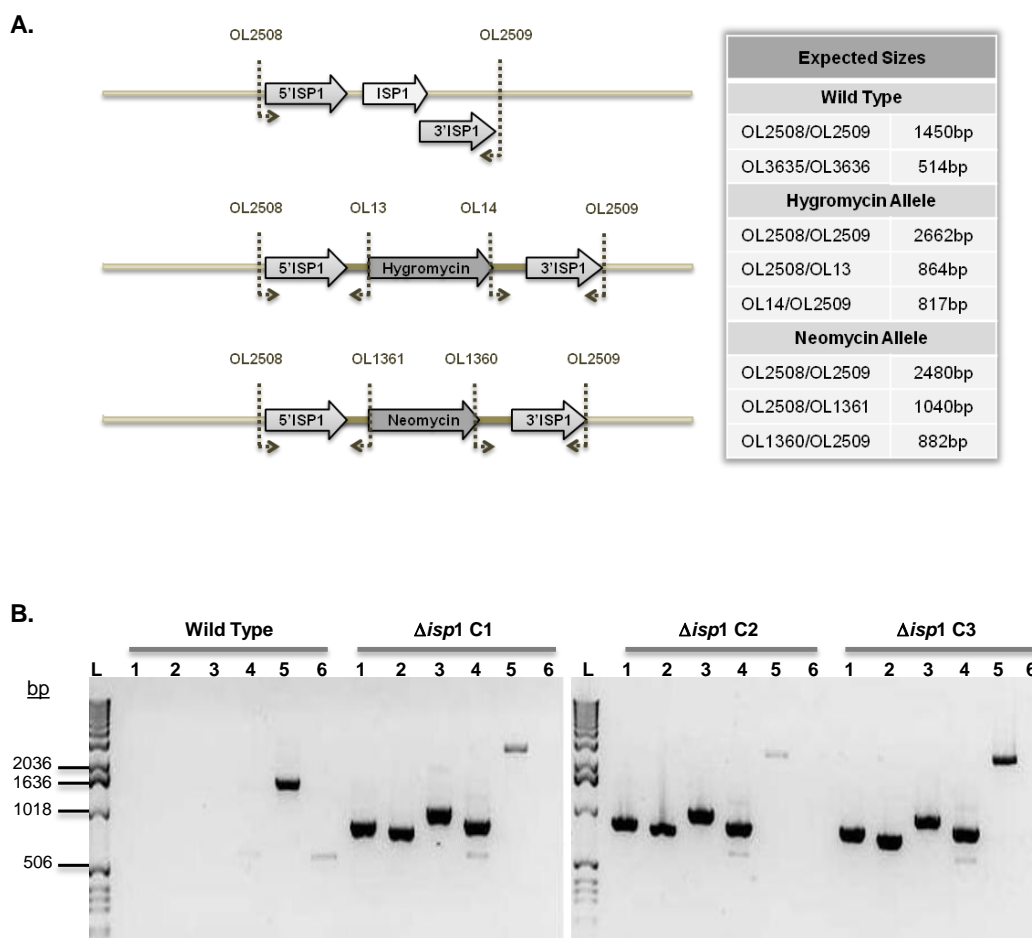 A.
OL2508 OL2509
5'ISP1 ISP1
3'ISP1
OL2508 OL13 OL14 OL2509
5'ISP1 Hygromycin 3'ISP1
OL2508 OL1361 OL1360 OL2509
5'ISP1 Neomycin 3'ISP1
Expected Sizes
Wild Type
OL2508/OL2509 1450bp
OL3635/OL3636 514bp
Hygromycin Allele
OL2508/OL2509 2662bp
OL2508/OL13 864bp
OL14/OL2509 817bp
Neomycin Allele
OL2508/OL2509 2480bp
OL2508/OL1361 1040bp
OL1360/OL2509 882bp
B.
Wild Type Δisp1 C1 Δisp1 C2 Δisp1 C3
L 1 2 3 4 5 6 1 2 3 4 5 6 L 1 2 3 4 5 6 1 2 3 4 5 6
bp
2036
1636
1018
506